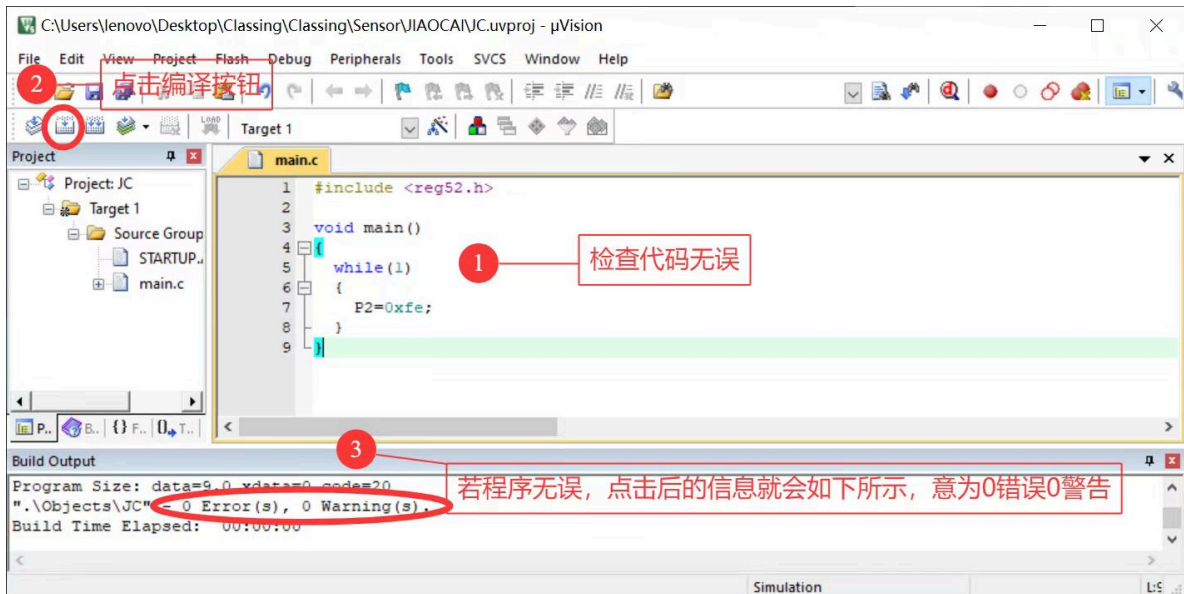 C:\Users\lenovo\Desktop\Classing\Classing\Sensor\JIAOCAI\JC.uvproj - µVision
File Edit View Project Flash Debug Peripherals Tools SVCS Window Help
2 点击编译按钮
LOAD Target 1
Project
main.c
Project: JC
Target 1
Source Group
STARTUP.
main.c
1 #include <reg52.h>
2
3 void main()
4 {
5 while(1)
6 {
7 P2=0xfe;
8 }
9 }
1 检查代码无误
P.. B.. {} F.. 0 T..
3
Build Output
若程序无误，点击后的信息就会如下所示，意为0错误0警告
Program Size: data=9.0 xdata=0 code=20
".\Objects\JC" - 0 Error(s), 0 Warning(s).
Build Time Elapsed: 00:00:00
Simulation